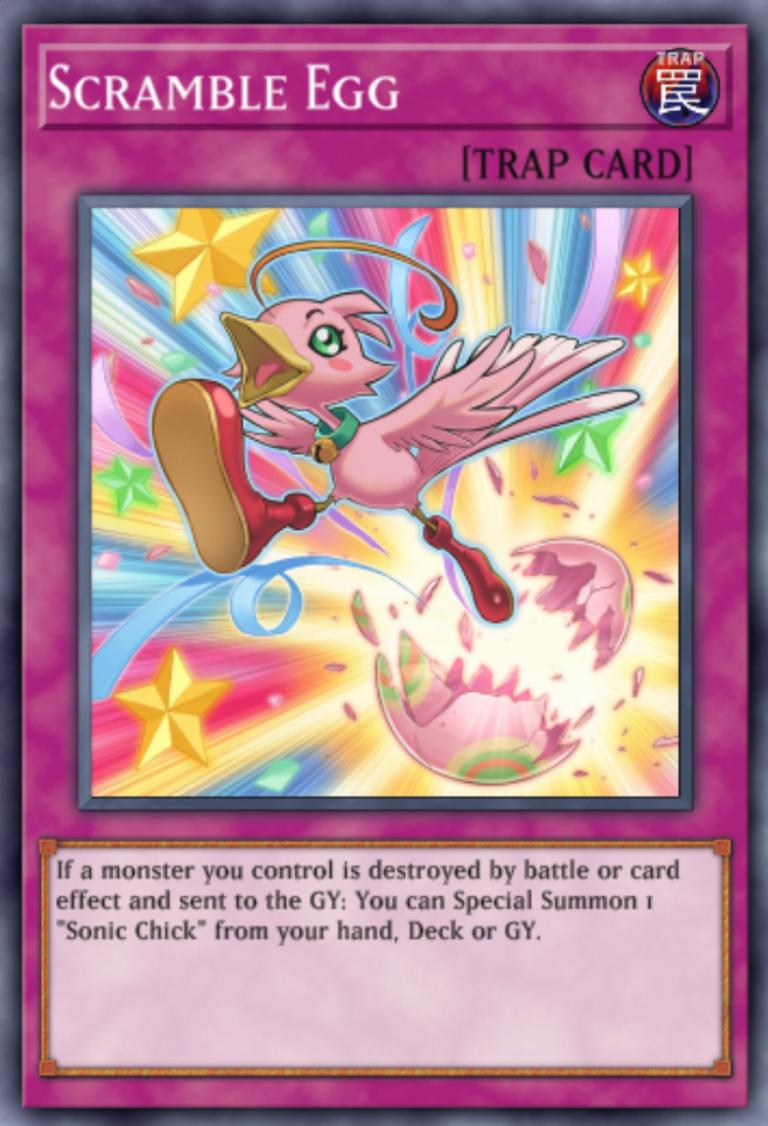 Scramble Egg
TRAP
罠
[TRAP CARD]
If a monster you control is destroyed by battle or card
effect and sent to the GY: You can Special Summon 1
"Sonic Chick" from your hand, Deck or GY.